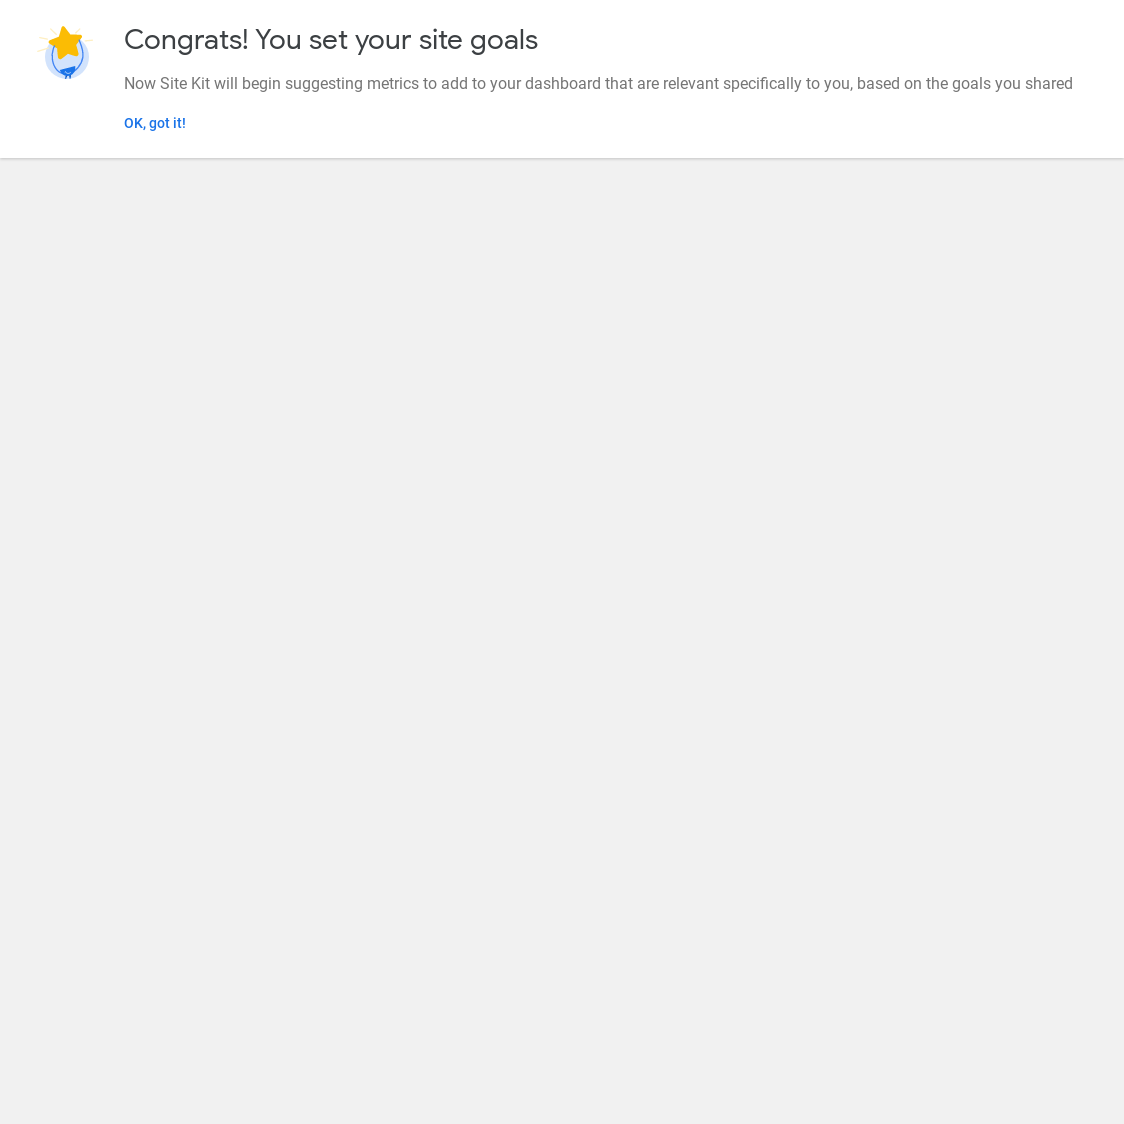 Congrats! You set your site goals
Now Site Kit will begin suggesting metrics to add to your dashboard that are relevant specifically to you, based on the goals you shared
OK, got it!